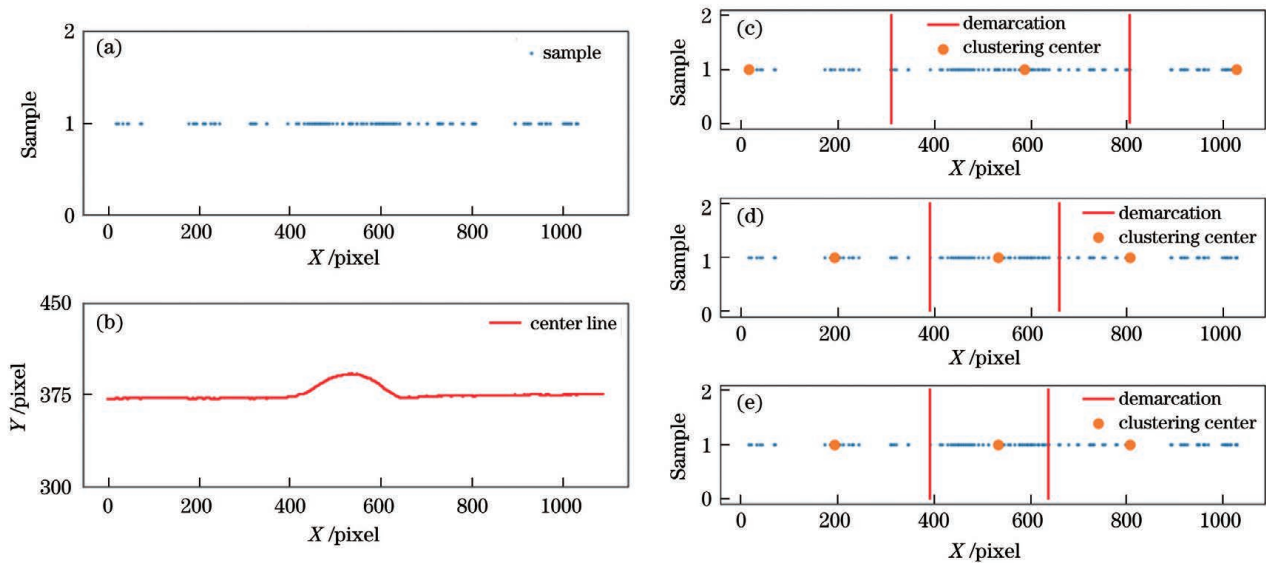 (a)
sample
Sample
2
1
0
0 200 400 600 800 1000
X /pixel
(b)
center line
Y /pixel
450
375
300
0 200 400 600 800 1000
X /pixel
(c)
demarcation
clustering center
Sample
2
1
0
0 200 400 600 800 1000
X /pixel
(d)
demarcation
clustering center
Sample
2
1
0
0 200 400 600 800 1000
X /pixel
(e)
demarcation
clustering center
Sample
2
1
0
0 200 400 600 800 1000
X /pixel